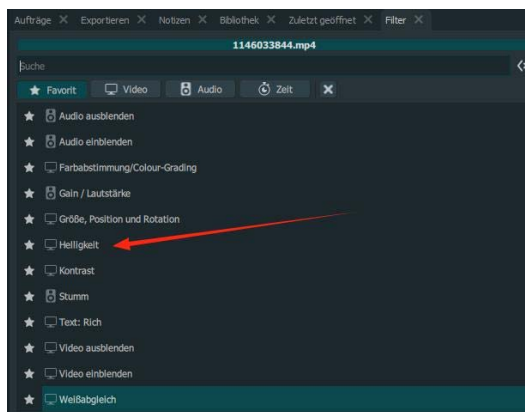 Aufträge Exportieren Notizen Bibliothek Zuletzt geöffnet Filter
1146033844.mp4
Suche
Favorit Video Audio Zeit
Audio ausblenden
Audio einblenden
Farbabstimmung/Colour-Grading
Gain / Lautstärke
Größe, Position und Rotation
Helligkeit
Kontrast
Stumm
Text: Rich
Video ausblenden
Video einblenden
Weißabgleich